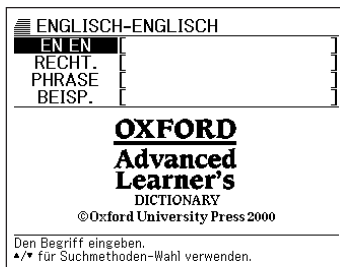 ENGLISCH-ENGLISCH
EN EN [ ]
RECHT. [ ]
PHRASE [ ]
BEISP. [ ]
OXFORD
Advanced
Learner's
DICTIONARY
©Oxford University Press 2000
Den Begriff eingeben.
▲/▼ für Suchmethoden-Wahl verwenden.